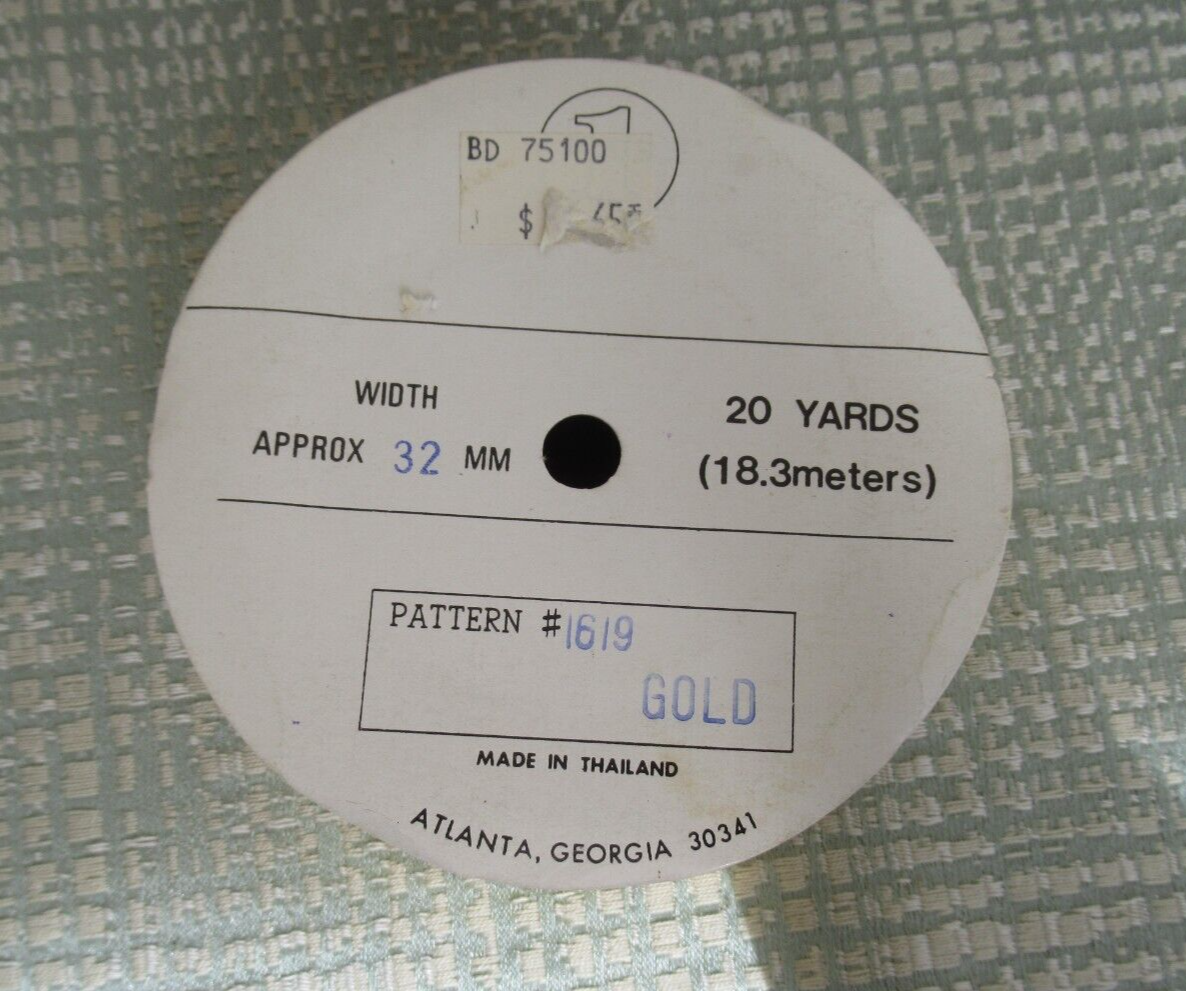 1
BD 75100
$
WIDTH
APPROX 32 MM
20 YARDS
(18.3meters)
PATTERN #1619
GOLD
MADE IN THAILAND
ATLANTA, GEORGIA 30341